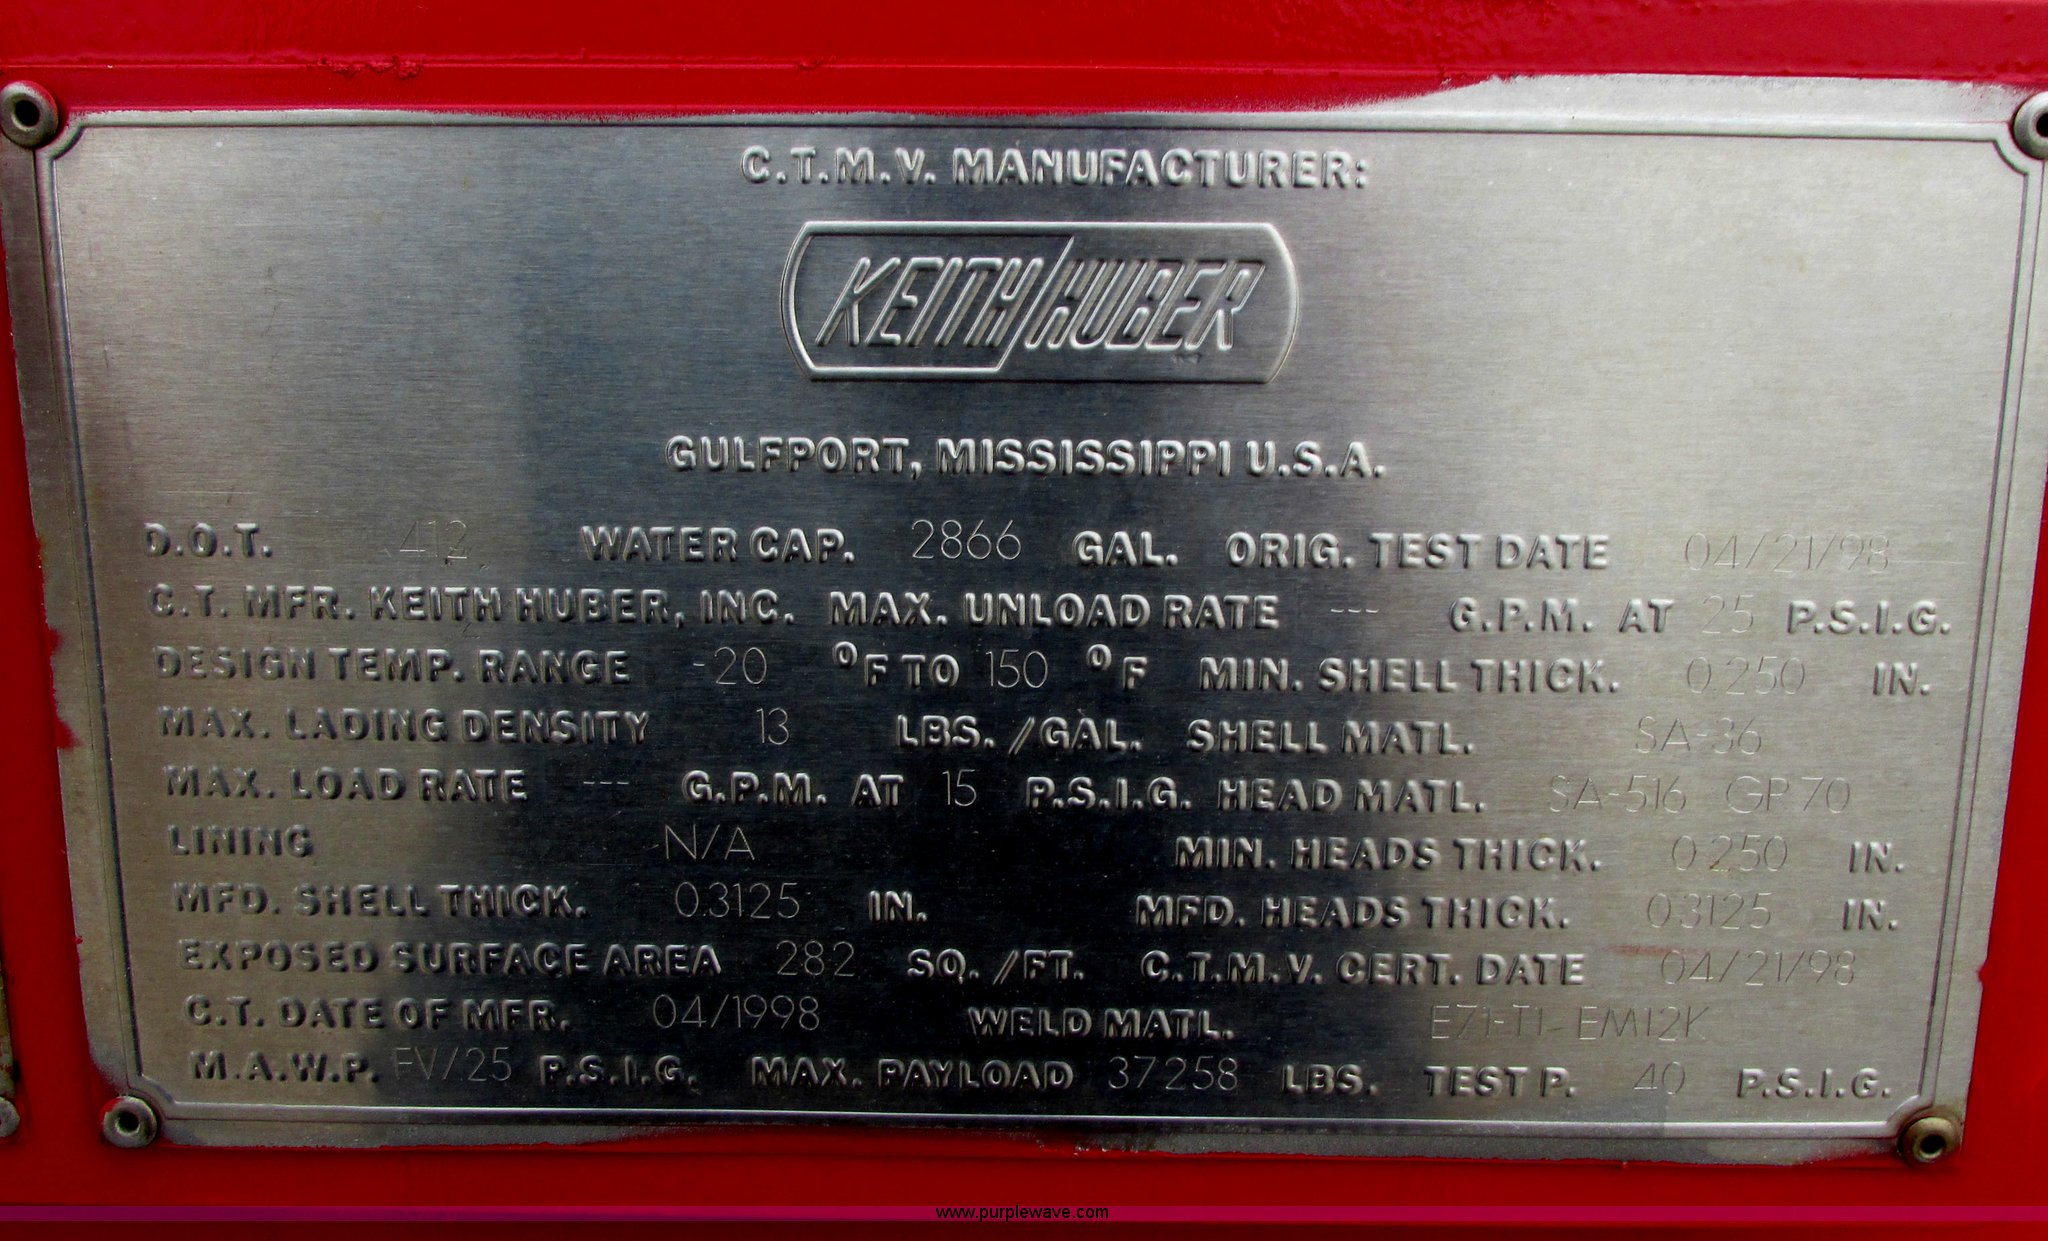 C.T.M.V. MANUFACTURER:
KEITH/HUBER
GULFPORT, MISSISSIPPI U.S.A.
D.O.T. 412 WATER CAP. 2866 GAL. ORIG. TEST DATE 04/21/98
C.T. MFR. KEITH HUBER, INC. MAX. UNLOAD RATE --- G.P.M. AT 25 P.S.I.G.
DESIGN TEMP. RANGE -20 °F TO 150 °F MIN. SHELL THICK. 0.250 IN.
MAX. LADING DENSITY 13 LBS. /GAL. SHELL MATL. SA-36
MAX. LOAD RATE --- G.P.M. AT 15 P.S.I.G. HEAD MATL. SA-516 GP 70
LINING N/A MIN. HEADS THICK. 0.250 IN.
MFD. SHELL THICK. 0.3125 IN. MFD. HEADS THICK. 0.3125 IN.
EXPOSED SURFACE AREA 282 SQ. /FT. C.T.M.V. CERT. DATE 04/21/98
C.T. DATE OF MFR. 04/1998 WELD MATL. E71-T1- EM12K
M.A.W.P. FV/25 P.S.I.G. MAX. PAYLOAD 37258 LBS. TEST P. 40 P.S.I.G.
www.purplewave.com